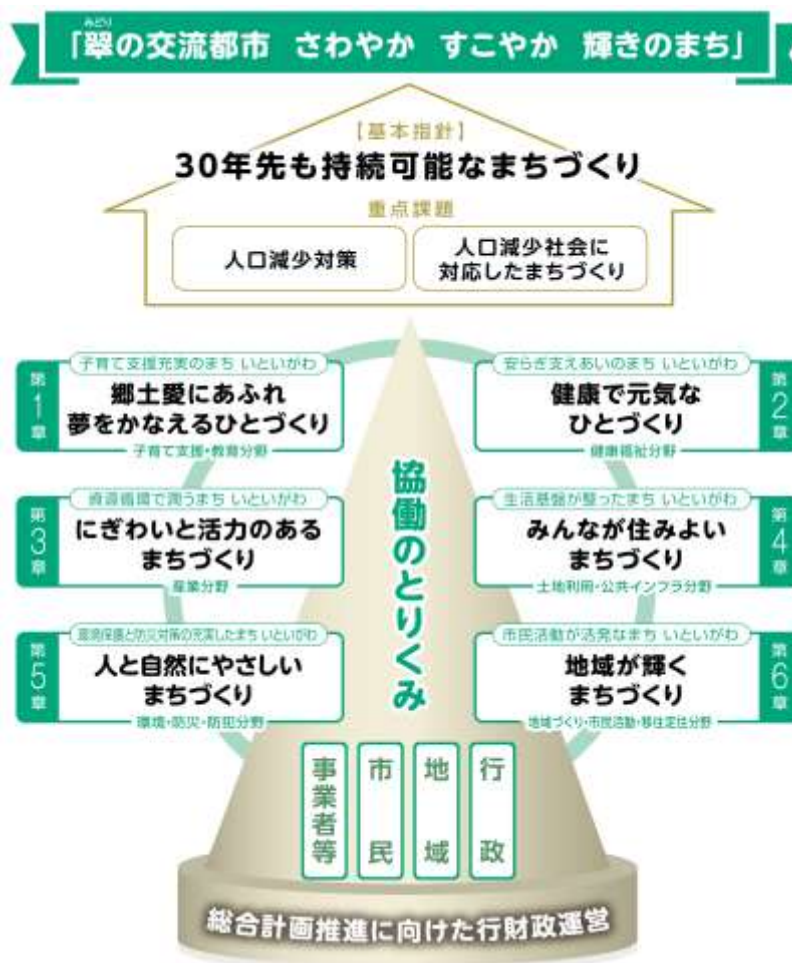 みどり
「翠の交流都市 さわやか すこやか 輝きのまち」
【基本指針】
30年先も持続可能なまちづくり
重点課題
人口減少対策
人口減少社会に
対応したまちづくり
第1章
子育て支援充実のまち いといがわ
郷土愛にあふれ
夢をかなえるひとづくり
子育て支援・教育分野
第2章
安らぎ支えあいのまち いといがわ
健康で元気な
ひとづくり
健康福祉分野
第3章
資源循環で潤うまち いといがわ
にぎわいと活力のある
まちづくり
産業分野
第4章
生活基盤が整ったまち いといがわ
みんなが住みよい
まちづくり
土地利用・公共インフラ分野
第5章
環境保護と防災対策の充実したまち いといがわ
人と自然にやさしい
まちづくり
環境・防災・防犯分野
第6章
市民活動が活発なまち いといがわ
地域が輝く
まちづくり
地域づくり・市民活動・移住定住分野
協働のとりくみ
事業者等
市民
地域
行政
総合計画推進に向けた行財政運営